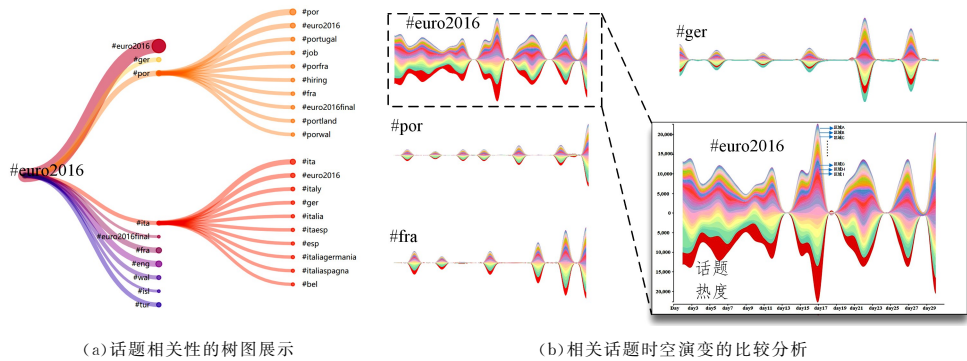 #euro2016
#ger
#por
#euro2016
#ita
#euro2016final
#fra
#eng
#wal
#isl
#tur
#por
#euro2016
#portugal
#job
#porfra
#hiring
#fra
#euro2016final
#portland
#porwal
#ita
#euro2016
#italy
#ger
#italia
#itaesp
#esp
#italiagermania
#italiaspagna
#bel
(a)话题相关性的树图展示
#euro2016
#ger
#por
#fra
#euro2016
20,000
15,000
10,000
5,000
0
5,000
10,000
15,000
20,000
话题
热度
Day
day3
day5
day7
day9
day11
day13
day15
day17
day19
day21
day23
day25
day27
day29
(b)相关话题时空演变的比较分析